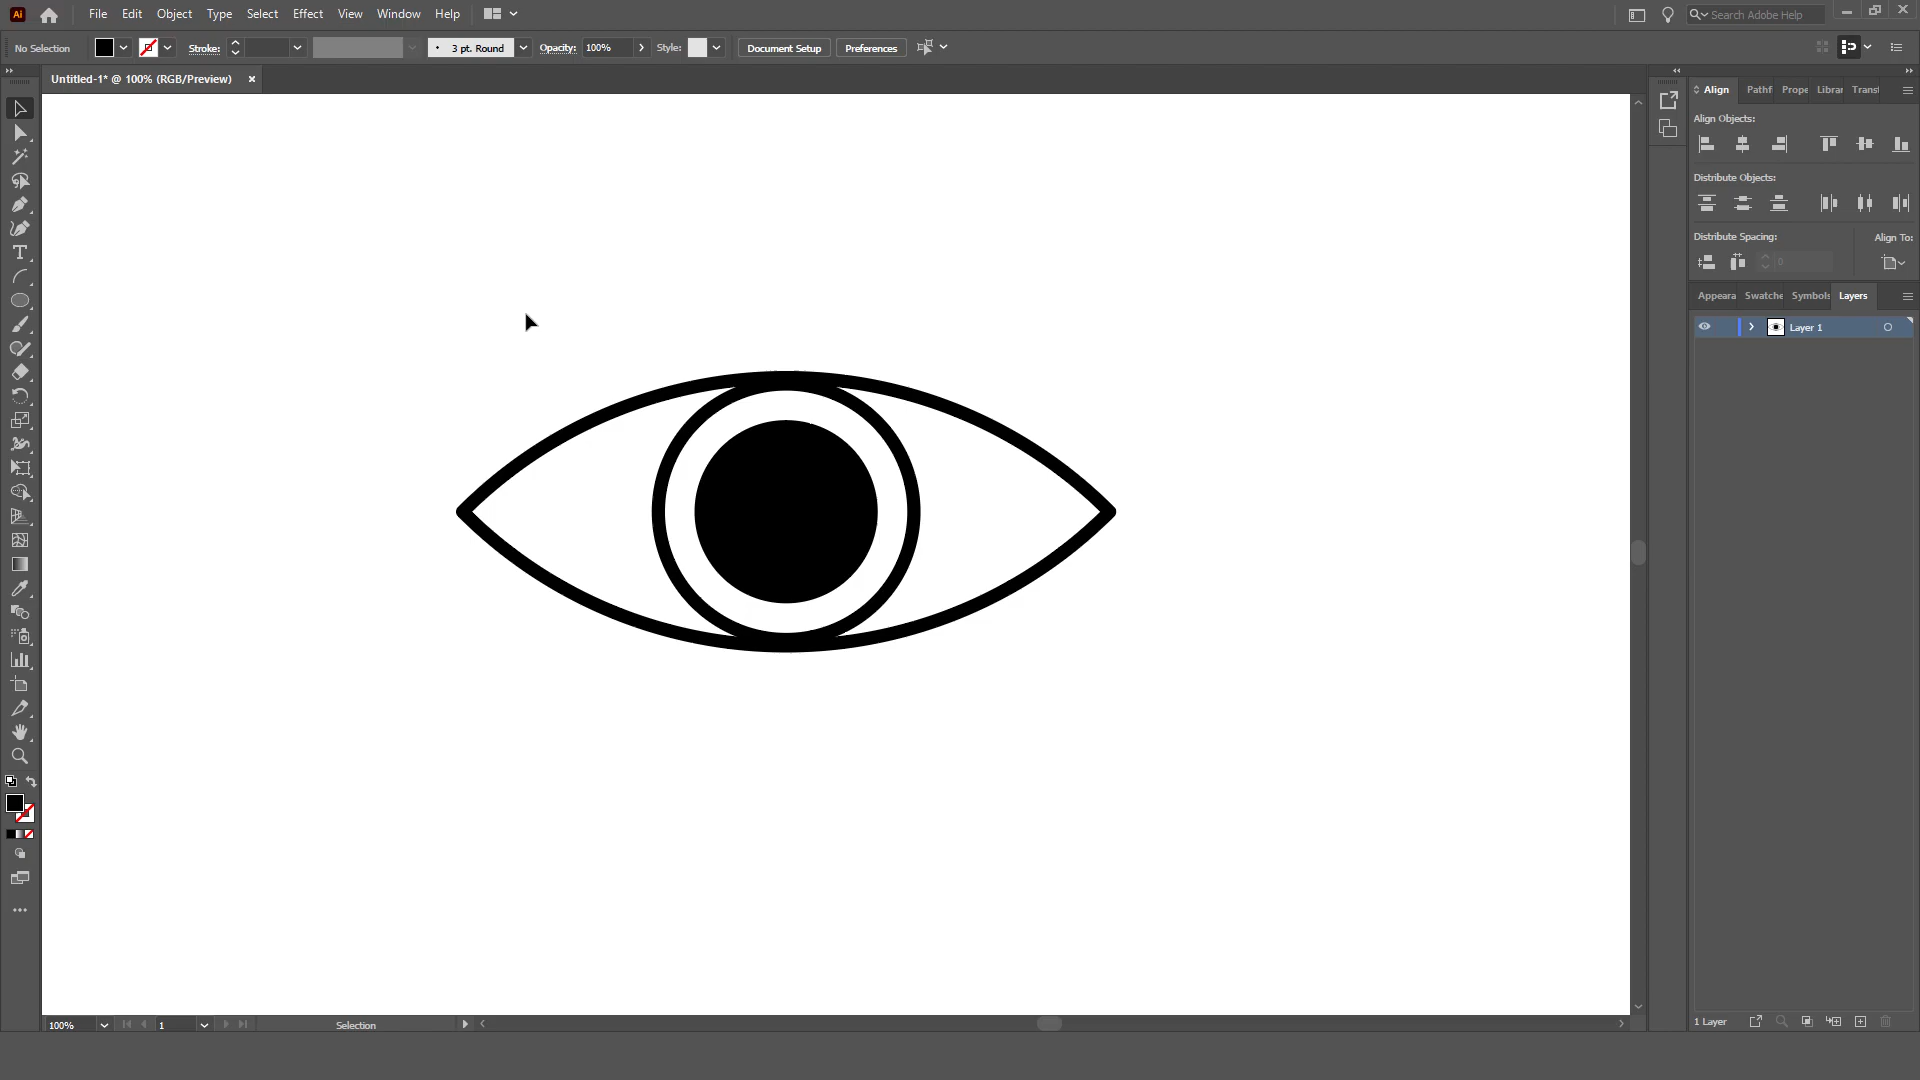 Ai File Edit Object Type Select Effect View Window Help Search Adobe Help
No Selection Stroke: 3 pt. Round Opacity: 100% Style: Document Setup Preferences
Untitled-1* @ 100% (RGB/Preview)
Align Pathf Prope Librar Transf
Align Objects:
Distribute Objects:
Distribute Spacing: Align To:
0
Appeara Swatche Symbols Layers
Layer 1
100% 1 Selection
1 Layer